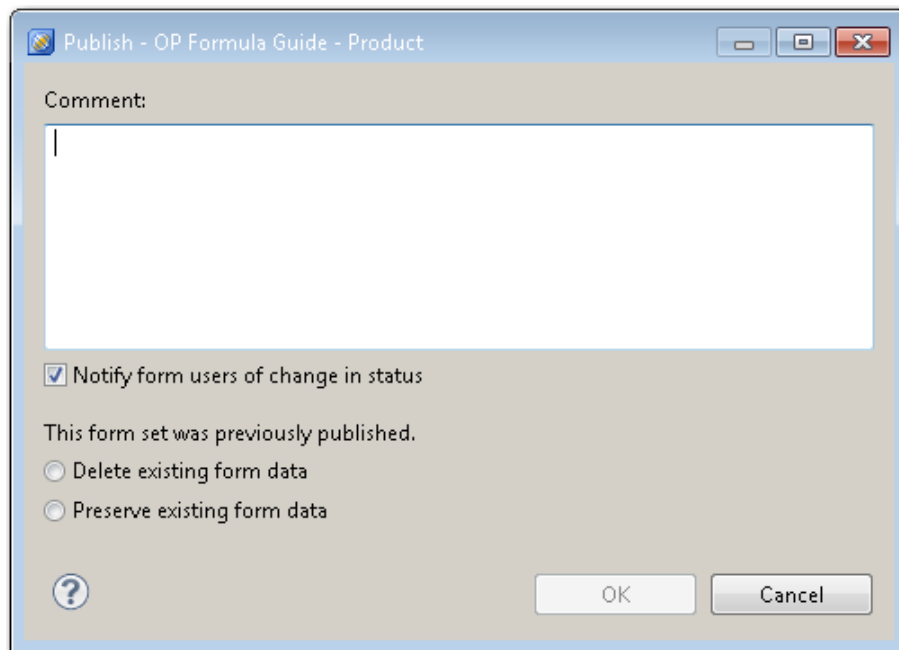 Publish - OP Formula Guide - Product
Comment:
Notify form users of change in status
This form set was previously published.
Delete existing form data
Preserve existing form data
?
OK
Cancel